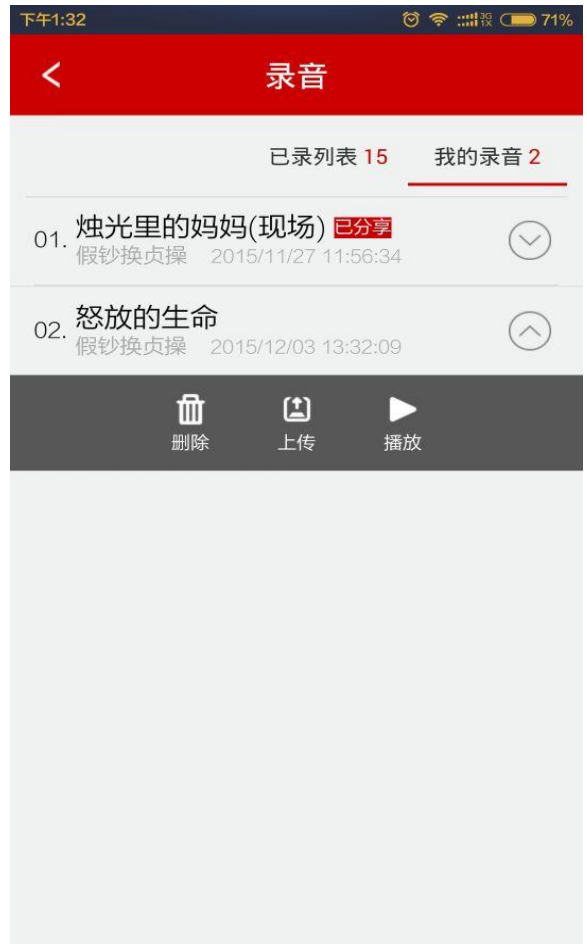 下午1:32 3G 1X 71%
录音
已录列表 15 我的录音 2
01. 烛光里的妈妈(现场) 已分享
假钞换贞操 2015/11/27 11:56:34
02. 怒放的生命
假钞换贞操 2015/12/03 13:32:09
删除 上传 播放